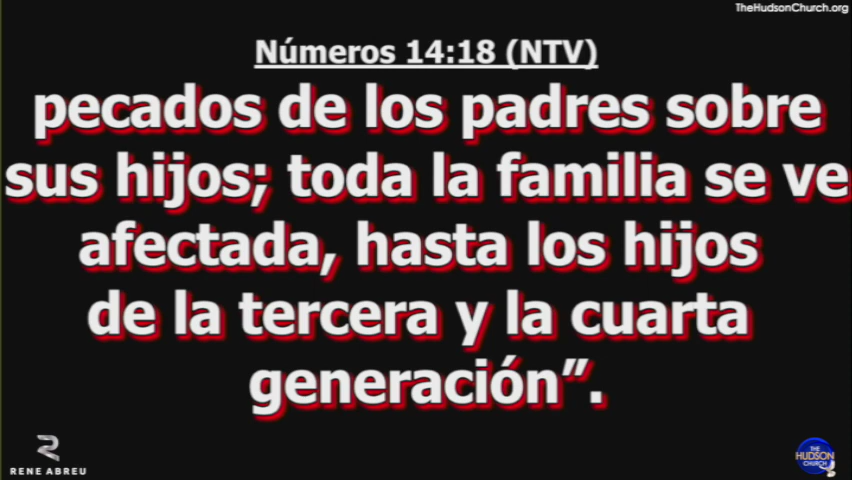 TheHudsonChurch.org
Números 14:18 (NTV)
pecados de los padres sobre
sus hijos; toda la familia se ve
afectada, hasta los hijos
de la tercera y la cuarta
generación”.
RENE ABREU
THE
HUDSON
CHURCH